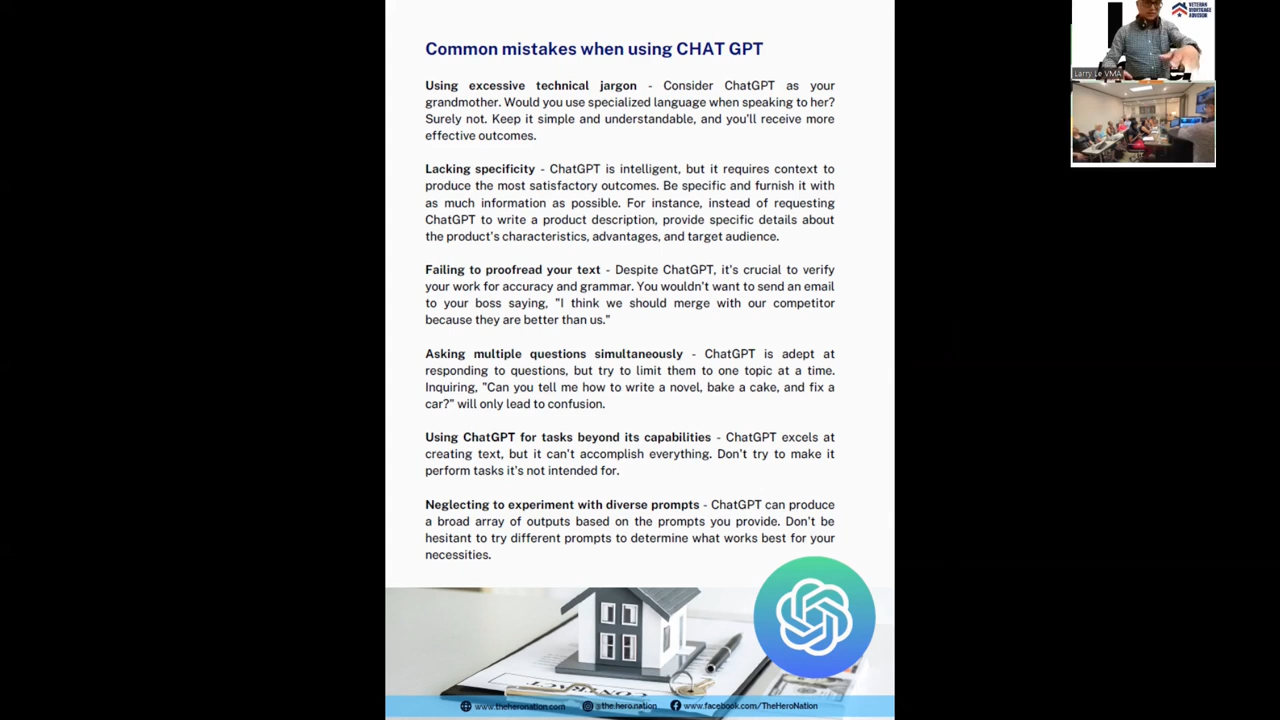 Common mistakes when using CHAT GPT
Using excessive technical jargon - Consider ChatGPT as your
grandmother. Would you use specialized language when speaking to her?
Surely not. Keep it simple and understandable, and you'll receive more
effective outcomes.
Lacking specificity - ChatGPT is intelligent, but it requires context to
produce the most satisfactory outcomes. Be specific and furnish it with
as much information as possible. For instance, instead of requesting
ChatGPT to write a product description, provide specific details about
the product's characteristics, advantages, and target audience.
Failing to proofread your text - Despite ChatGPT, it's crucial to verify
your work for accuracy and grammar. You wouldn't want to send an email
to your boss saying, "I think we should merge with our competitor
because they are better than us."
Asking multiple questions simultaneously - ChatGPT is adept at
responding to questions, but try to limit them to one topic at a time.
Inquiring, "Can you tell me how to write a novel, bake a cake, and fix a
car?" will only lead to confusion.
Using ChatGPT for tasks beyond its capabilities - ChatGPT excels at
creating text, but it can't accomplish everything. Don't try to make it
perform tasks it's not intended for.
Neglecting to experiment with diverse prompts - ChatGPT can produce
a broad array of outputs based on the prompts you provide. Don't be
hesitant to try different prompts to determine what works best for your
necessities.
CONTRACT
www.theheronation.com @the.hero.nation www.facebook.com/TheHeroNation
VETERAN
MORTGAGE
ADVISOR
Larry Le VMA